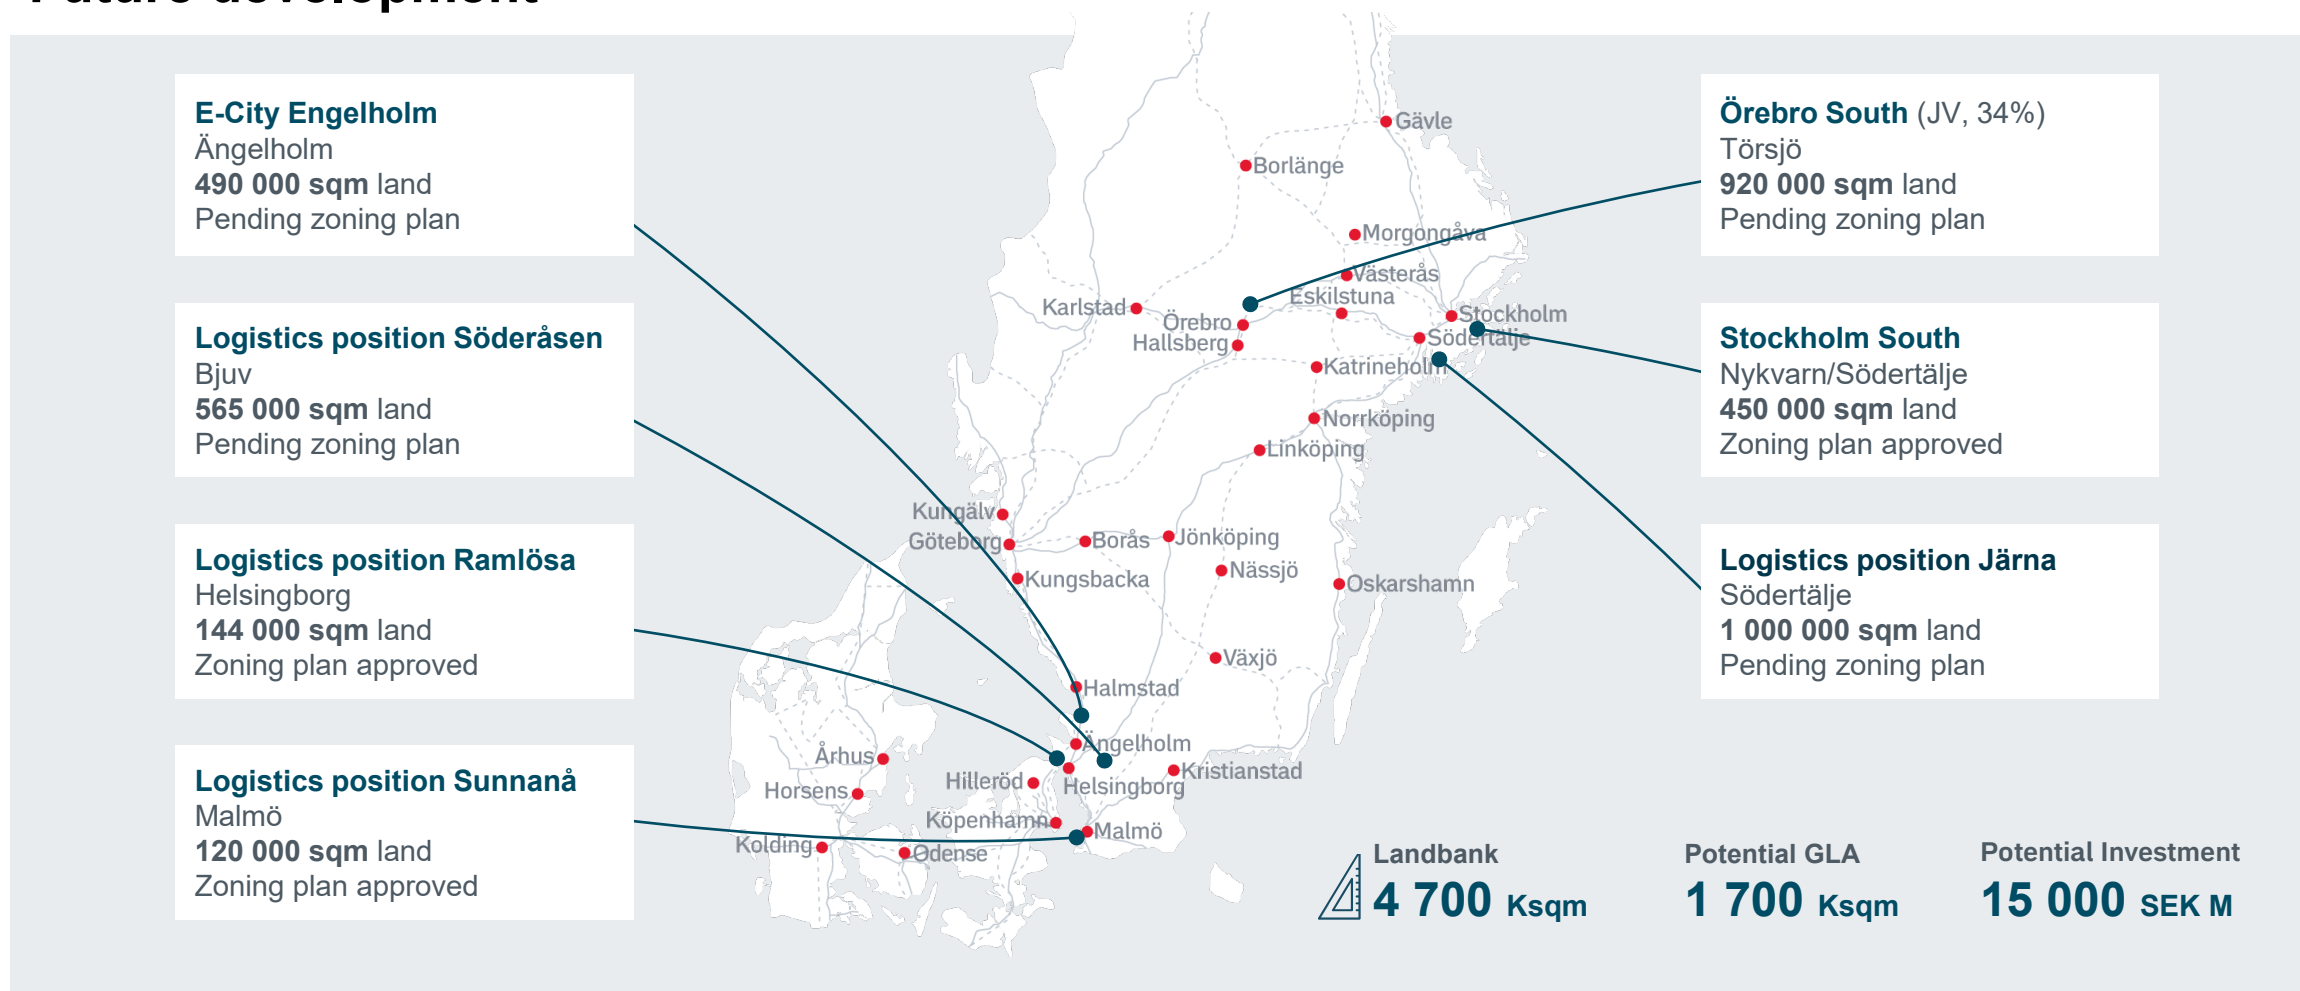 Future development
E-City Engelholm
Ängelholm
490 000 sqm land
Pending zoning plan
Logistics position Söderåsen
Bjuv
565 000 sqm land
Pending zoning plan
Logistics position Ramlösa
Helsingborg
144 000 sqm land
Zoning plan approved
Logistics position Sunnanå
Malmö
120 000 sqm land
Zoning plan approved
Gävle
Borlänge
Morgongåva
Västerås
Eskilstuna
Karlstad
Örebro
Hallsberg
Stockholm
Södertälje
Katrineholm
Norrköping
Linköping
Kungälv
Göteborg
Borås
Jönköping
Kungsbacka
Nässjö
Oskarshamn
Växjö
Halmstad
Ängelholm
Århus
Hilleröd
Helsingborg
Kristianstad
Horsens
Köpenhamn
Malmö
Kolding
Odense
Örebro South (JV, 34%)
Törsjö
920 000 sqm land
Pending zoning plan
Stockholm South
Nykvarn/Södertälje
450 000 sqm land
Zoning plan approved
Logistics position Järna
Södertälje
1 000 000 sqm land
Pending zoning plan
Landbank
4 700 Ksqm
Potential GLA
1 700 Ksqm
Potential Investment
15 000 SEK M